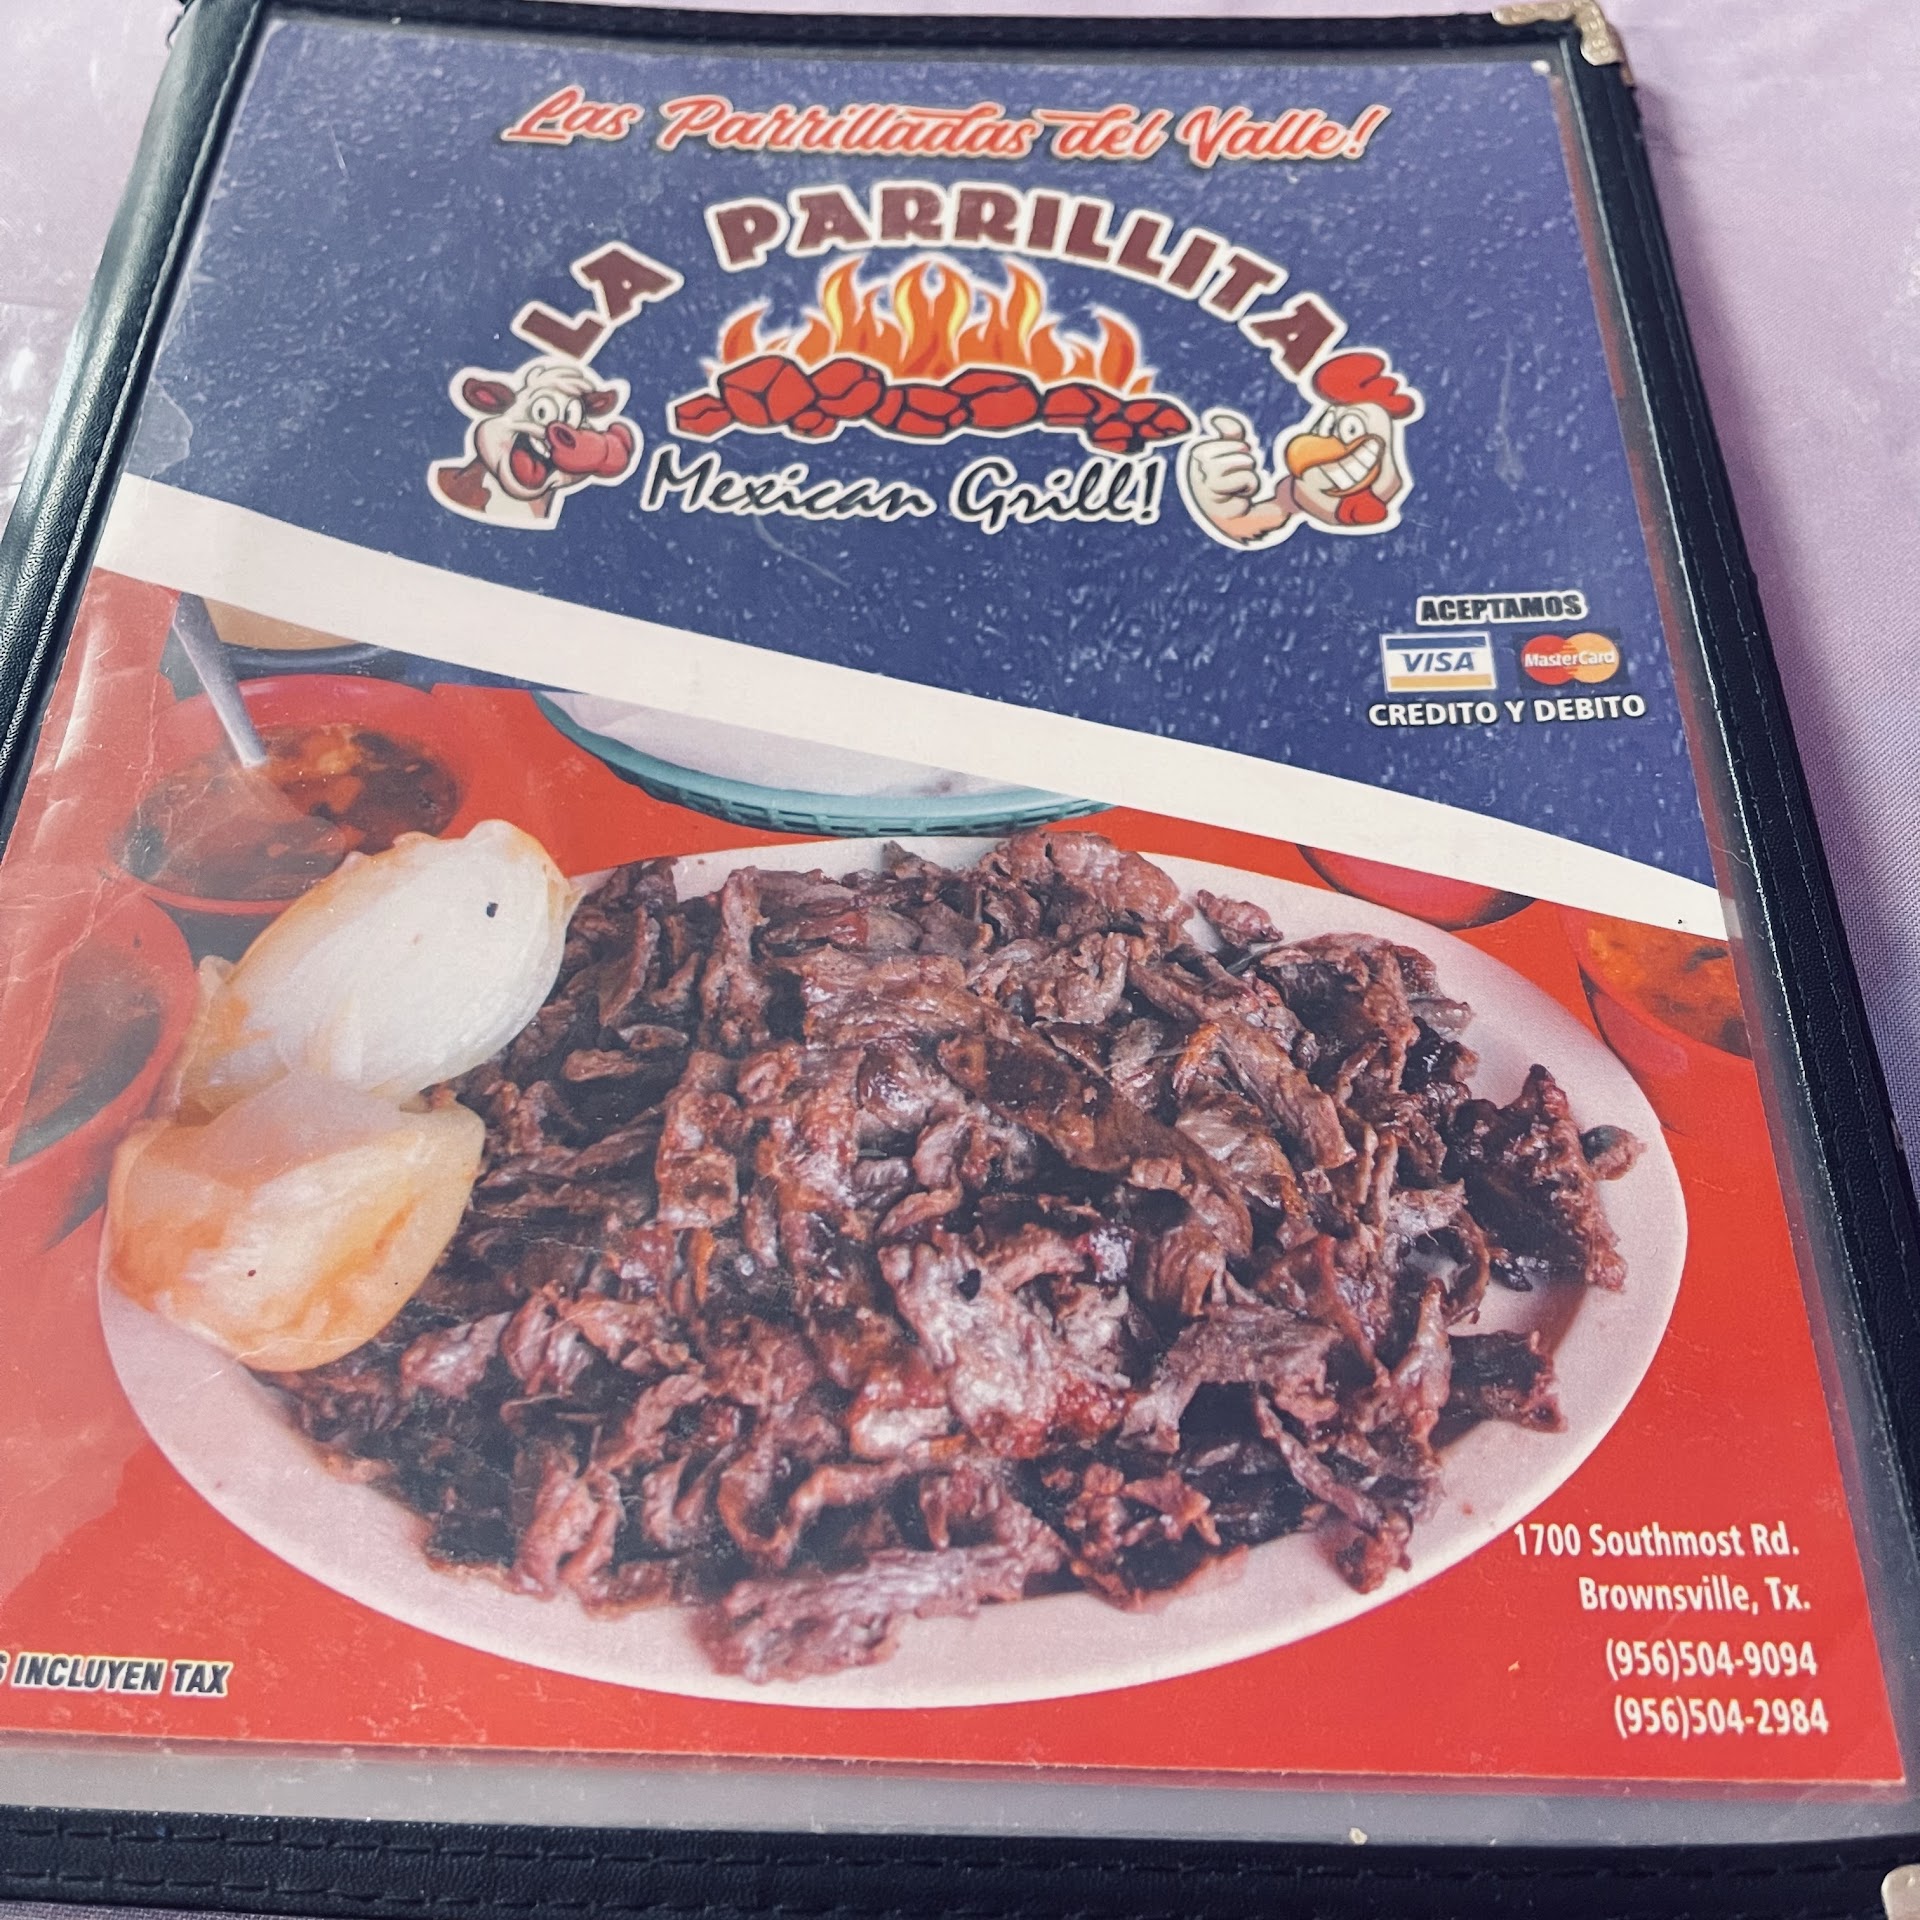 Las Parrilladas del Valle!
LA PARRILLITA
Mexican Grill!
ACEPTAMOS
VISA MasterCard
CREDITO Y DEBITO
1700 Southmost Rd.
Brownsville, Tx.
(956)504-9094
(956)504-2984
INCLUYEN TAX